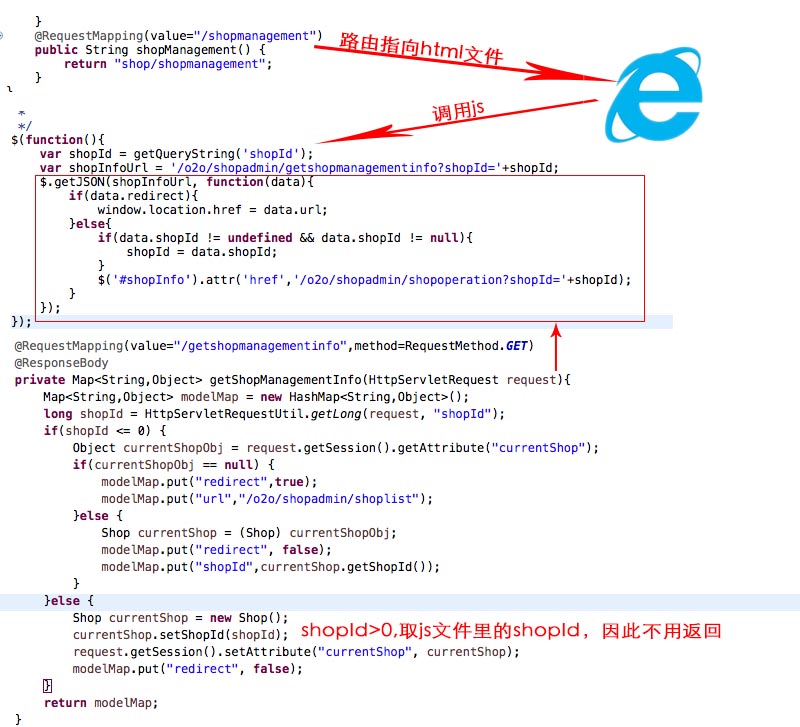 }
@RequestMapping(value="/shopmanagement")
public String shopManagement() {
return "shop/shopmanagement";
}
路由指向html文件
}
调用js
*
*/
$(function(){
var shopId = getQueryString('shopId');
var shopInfoUrl = '/o2o/shopadmin/getshopmanagementinfo?shopId='+shopId;
$.getJSON(shopInfoUrl, function(data){
if(data.redirect){
window.location.href = data.url;
}else{
if(data.shopId != undefined && data.shopId != null){
shopId = data.shopId;
}
$('#shopInfo').attr('href','/o2o/shopadmin/shopoperation?shopId='+shopId);
}
});
});
@RequestMapping(value="/getshopmanagementinfo",method=RequestMethod.GET)
@ResponseBody
private Map<String,Object> getShopManagementInfo(HttpServletRequest request){
Map<String,Object> modelMap = new HashMap<String,Object>();
long shopId = HttpServletRequestUtil.getLong(request, "shopId");
if(shopId <= 0) {
Object currentShopObj = request.getSession().getAttribute("currentShop");
if(currentShopObj == null) {
modelMap.put("redirect",true);
modelMap.put("url","/o2o/shopadmin/shoplist");
}else {
Shop currentShop = (Shop) currentShopObj;
modelMap.put("redirect", false);
modelMap.put("shopId",currentShop.getShopId());
}
}else {
Shop currentShop = new Shop();
currentShop.setShopId(shopId);
shopId>0,取js文件里的shopId，因此不用返回
request.getSession().setAttribute("currentShop", currentShop);
modelMap.put("redirect", false);
}
return modelMap;
}